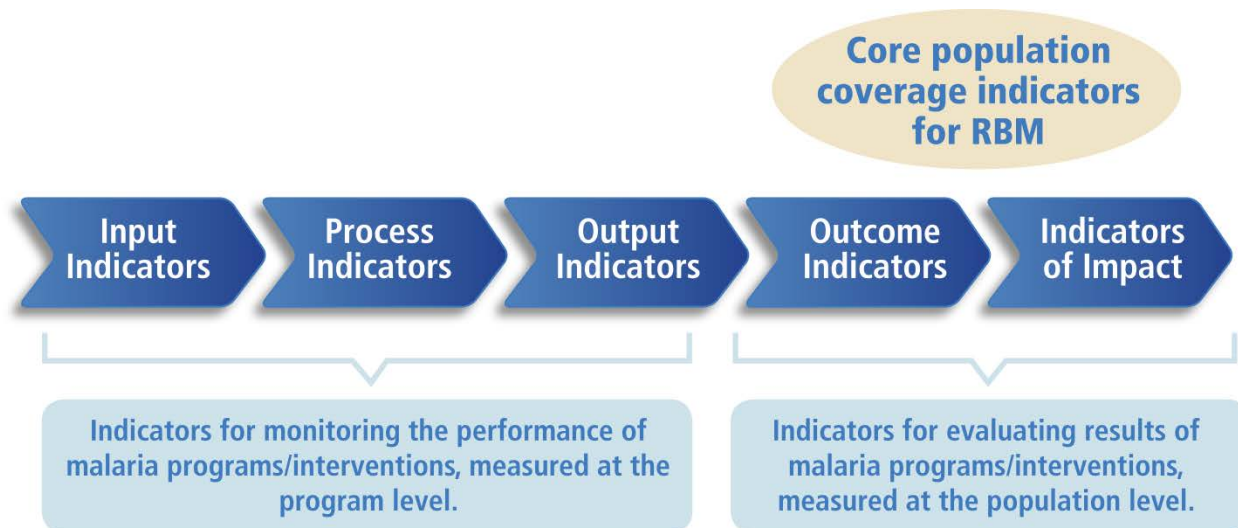 Core population
coverage indicators
for RBM
Input
Indicators
Process
Indicators
Output
Indicators
Outcome
Indicators
Indicators
of Impact
Indicators for monitoring the performance of
malaria programs/interventions, measured at the
program level.
Indicators for evaluating results of
malaria programs/interventions,
measured at the population level.